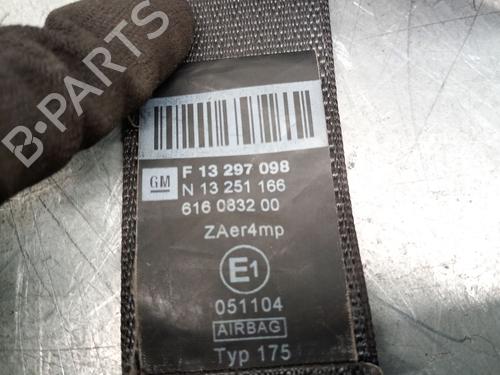 B-PARTS
GM
F 13 297 098
N 13 251 166
616 0832 00
ZAer4mp
E1
051104
AIRBAG
Typ 175